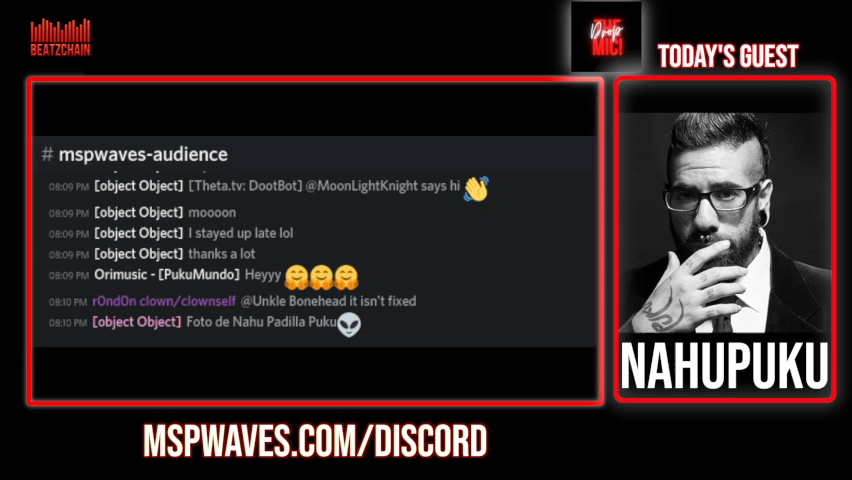 BEATZCHAIN
THE
Drop
MIC!
TODAY'S GUEST
# mspwaves-audience
08:09 PM [object Object] [Theta.tv: DootBot] @MoonLightKnight says hi 👋
08:09 PM [object Object] moooon
08:09 PM [object Object] I stayed up late lol
08:09 PM [object Object] thanks a lot
08:09 PM Orimusic - [PukuMundo] Heyyy 🤗🤗🤗
08:10 PM r0nd0n clown/clownself @Unkle Bonehead it isn't fixed
08:10 PM [object Object] Foto de Nahu Padilla Puku👽
NAHUPUKU
MSPWAVES.COM/DISCORD